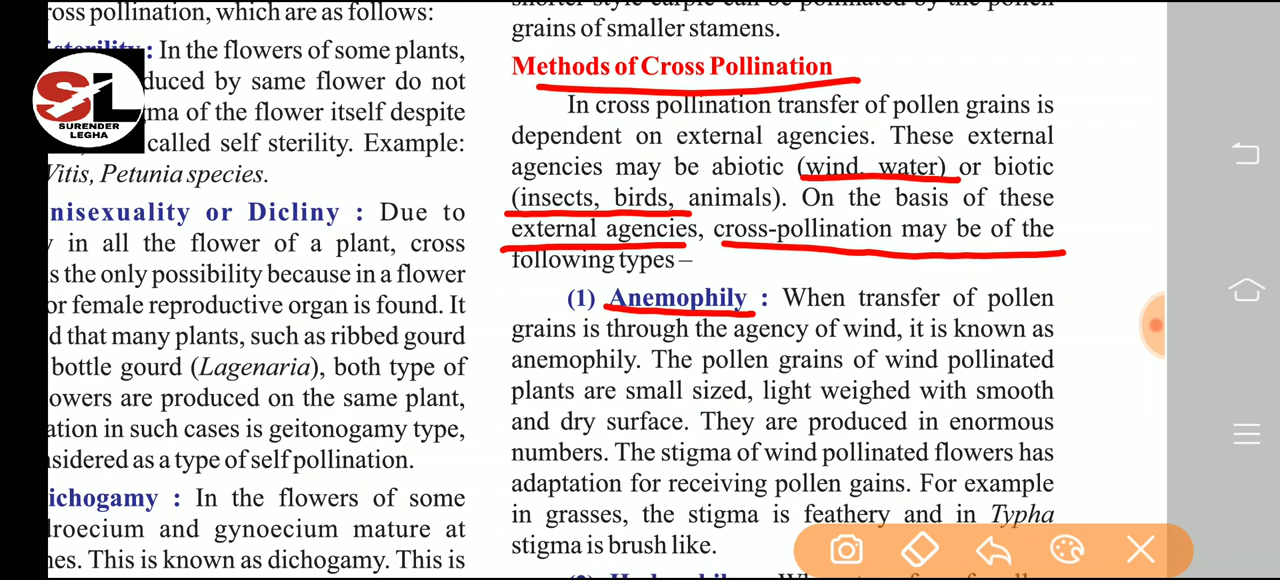 ross pollination, which are as follows:
: In the flowers of some plants,
duced by same flower do not
ma of the flower itself despite
called self sterility. Example:
Vitis, Petunia species.
nisexuality or Dicliny : Due to
in all the flower of a plant, cross
s the only possibility because in a flower
or female reproductive organ is found. It
d that many plants, such as ribbed gourd
bottle gourd (Lagenaria), both type of
owers are produced on the same plant,
ation in such cases is geitonogamy type,
nsidered as a type of self pollination.
ichogamy : In the flowers of some
droecium and gynoecium mature at
nes. This is known as dichogamy. This is
SL
SURENDER
LEGHA
grains of smaller stamens.
Methods of Cross Pollination
In cross pollination transfer of pollen grains is
dependent on external agencies. These external
agencies may be abiotic (wind, water) or biotic
(insects, birds, animals). On the basis of these
external agencies, cross-pollination may be of the
following types –
(1) Anemophily : When transfer of pollen
grains is through the agency of wind, it is known as
anemophily. The pollen grains of wind pollinated
plants are small sized, light weighed with smooth
and dry surface. They are produced in enormous
numbers. The stigma of wind pollinated flowers has
adaptation for receiving pollen gains. For example
in grasses, the stigma is feathery and in Typha
stigma is brush like.